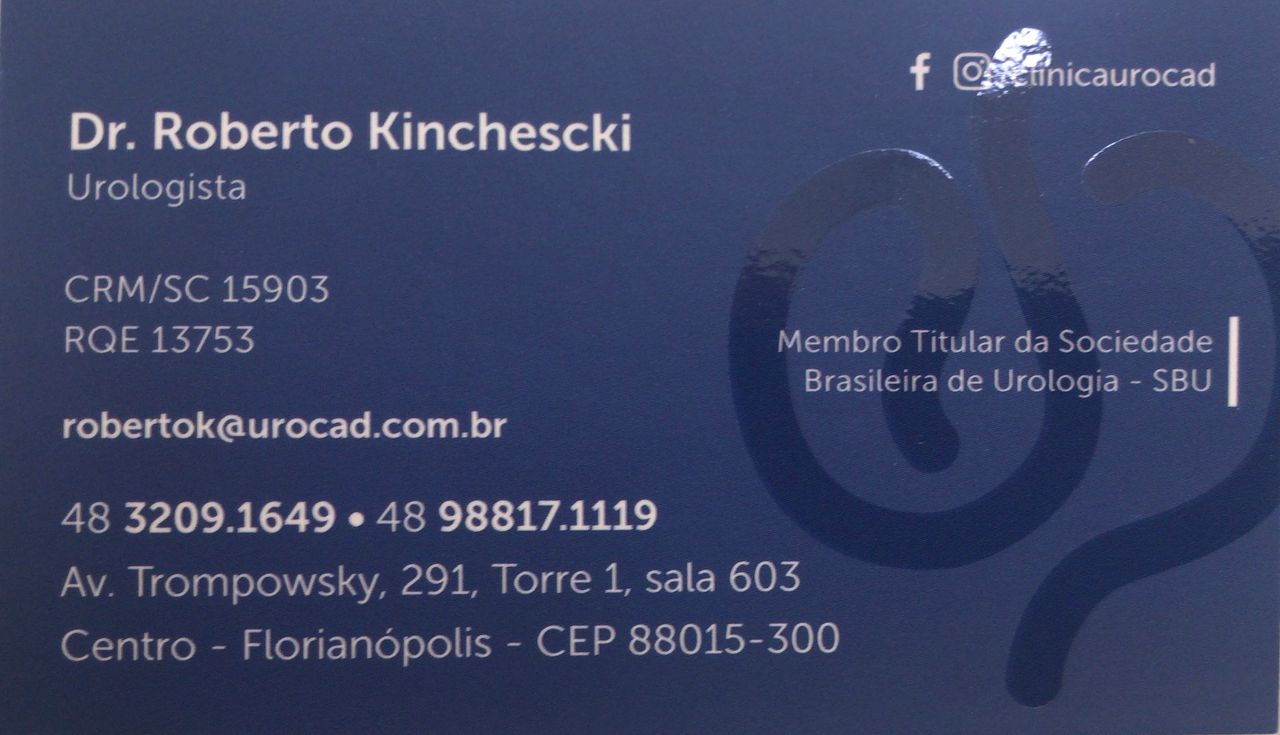 clinicaurocad
Dr. Roberto Kinchescki
Urologista
CRM/SC 15903
RQE 13753
Membro Titular da Sociedade
Brasileira de Urologia - SBU
robertok@urocad.com.br
48 3209.1649 • 48 98817.1119
Av. Trompowsky, 291, Torre 1, sala 603
Centro - Florianópolis - CEP 88015-300